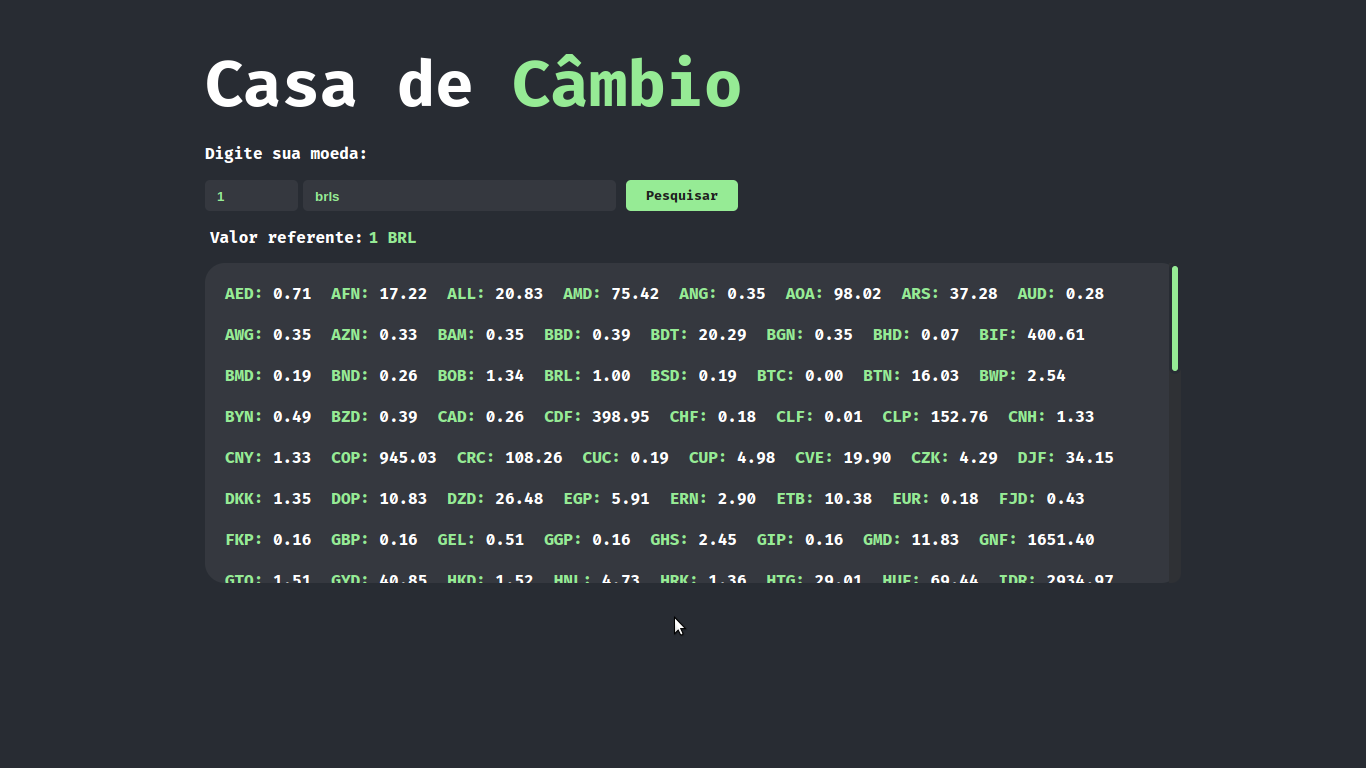 Casa de Câmbio
Digite sua moeda:
1 brls Pesquisar
Valor referente: 1 BRL
AED: 0.71 AFN: 17.22 ALL: 20.83 AMD: 75.42 ANG: 0.35 AOA: 98.02 ARS: 37.28 AUD: 0.28
AWG: 0.35 AZN: 0.33 BAM: 0.35 BBD: 0.39 BDT: 20.29 BGN: 0.35 BHD: 0.07 BIF: 400.61
BMD: 0.19 BND: 0.26 BOB: 1.34 BRL: 1.00 BSD: 0.19 BTC: 0.00 BTN: 16.03 BWP: 2.54
BYN: 0.49 BZD: 0.39 CAD: 0.26 CDF: 398.95 CHF: 0.18 CLF: 0.01 CLP: 152.76 CNH: 1.33
CNY: 1.33 COP: 945.03 CRC: 108.26 CUC: 0.19 CUP: 4.98 CVE: 19.90 CZK: 4.29 DJF: 34.15
DKK: 1.35 DOP: 10.83 DZD: 26.48 EGP: 5.91 ERN: 2.90 ETB: 10.38 EUR: 0.18 FJD: 0.43
FKP: 0.16 GBP: 0.16 GEL: 0.51 GGP: 0.16 GHS: 2.45 GIP: 0.16 GMD: 11.83 GNF: 1651.40
GTQ: 1.51 GYD: 40.85 HKD: 1.52 HNL: 4.73 HRK: 1.36 HTG: 29.01 HUF: 69.44 IDR: 2934.97